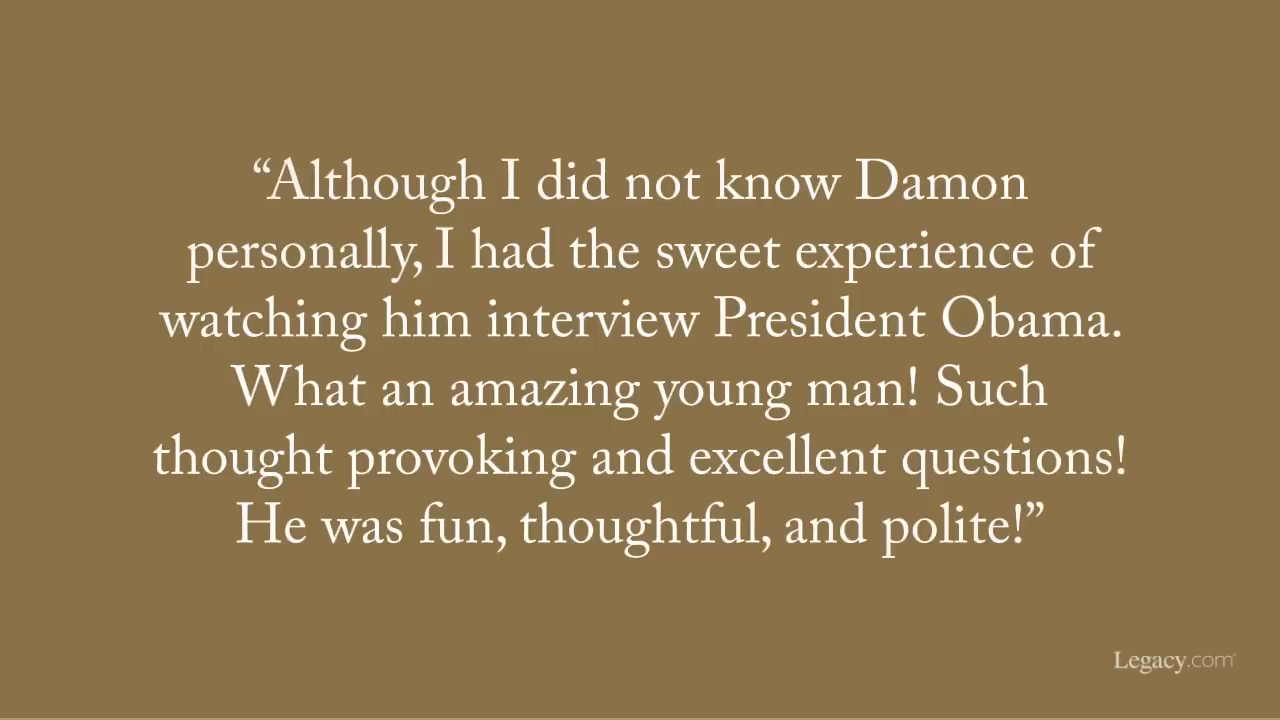 “Although I did not know Damon
personally, I had the sweet experience of
watching him interview President Obama.
What an amazing young man! Such
thought provoking and excellent questions!
He was fun, thoughtful, and polite!”
Legacy.com